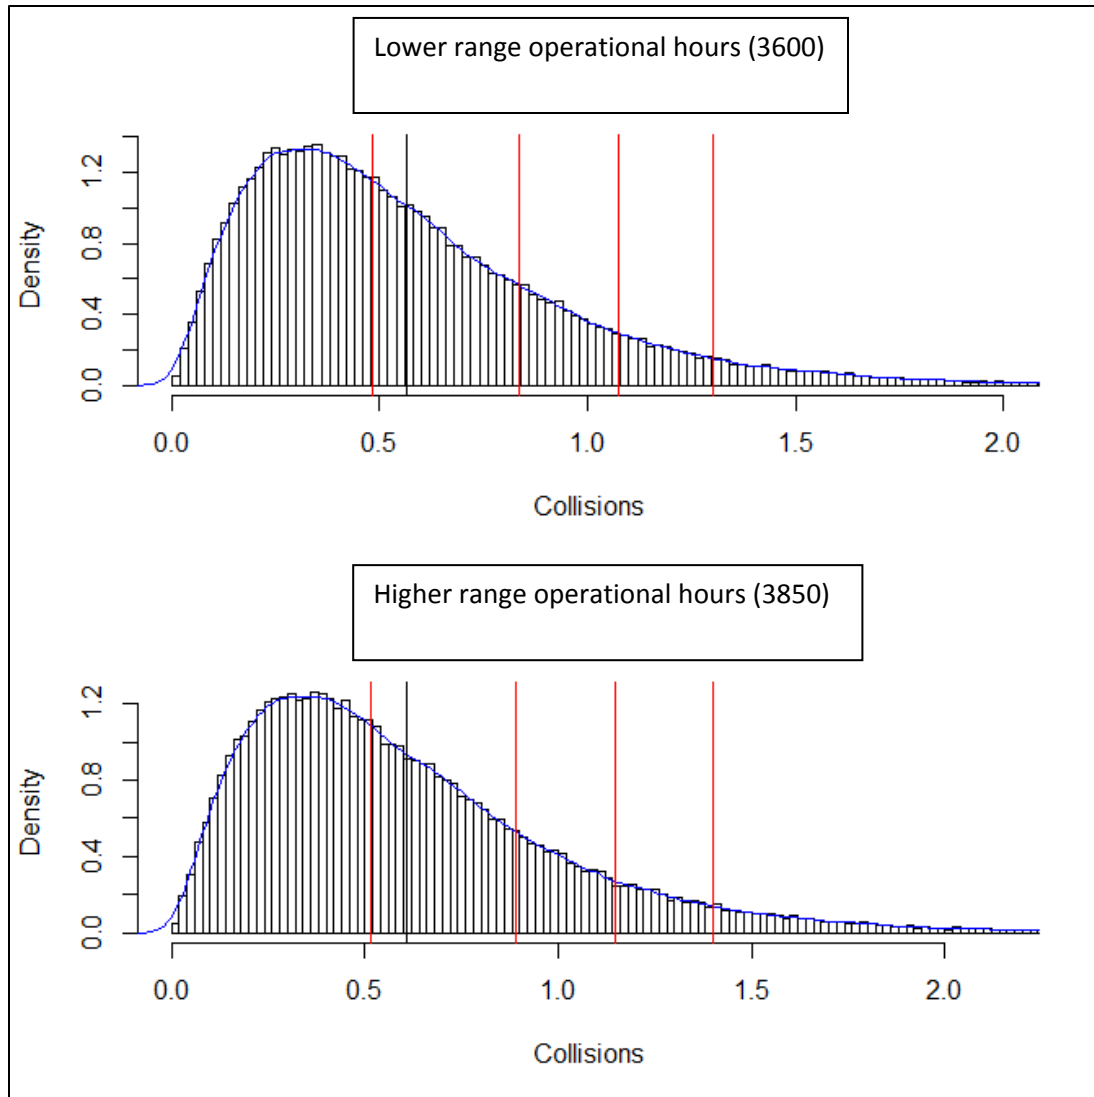 Lower range operational hours (3600)
Density
0.0 0.4 0.8 1.2
0.0 0.5 1.0 1.5 2.0
Collisions
Higher range operational hours (3850)
Density
0.0 0.4 0.8 1.2
0.0 0.5 1.0 1.5 2.0
Collisions